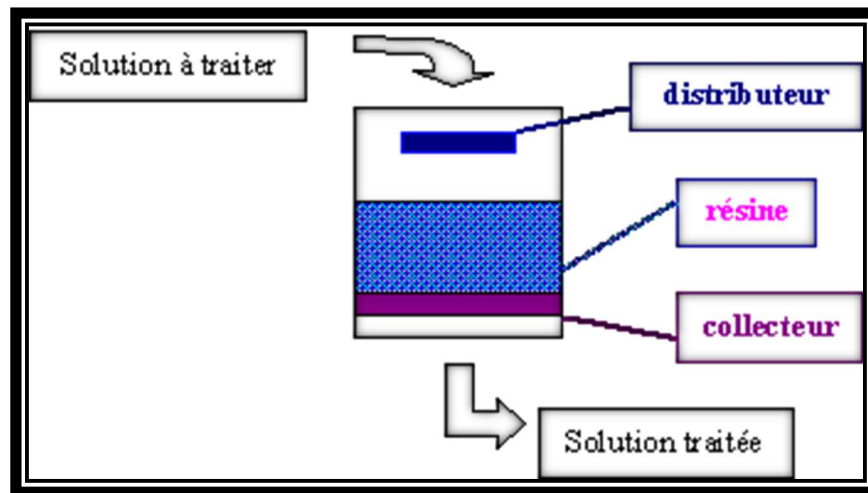 Solution à traiter
distributeur
résine
collecteur
Solution traitée